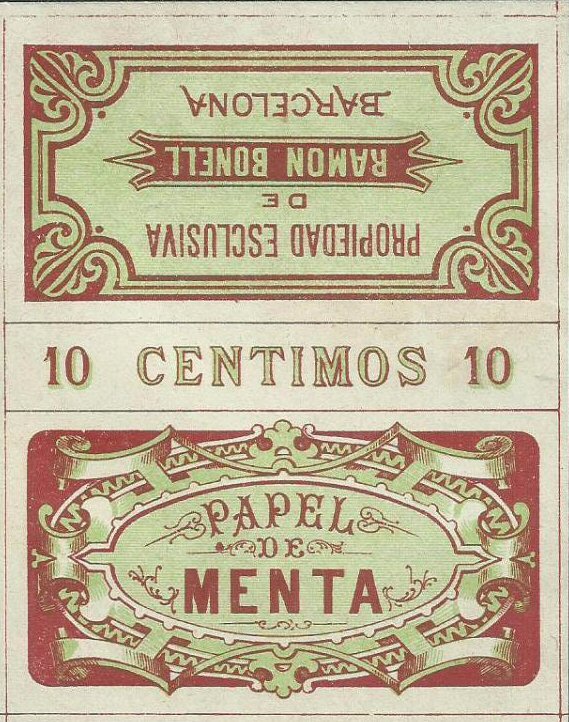 PROPIEDAD ESCLUSIVA
DE
RAMON BONELL
BARCELONA
10 CENTIMOS 10
PAPEL
DE
MENTA